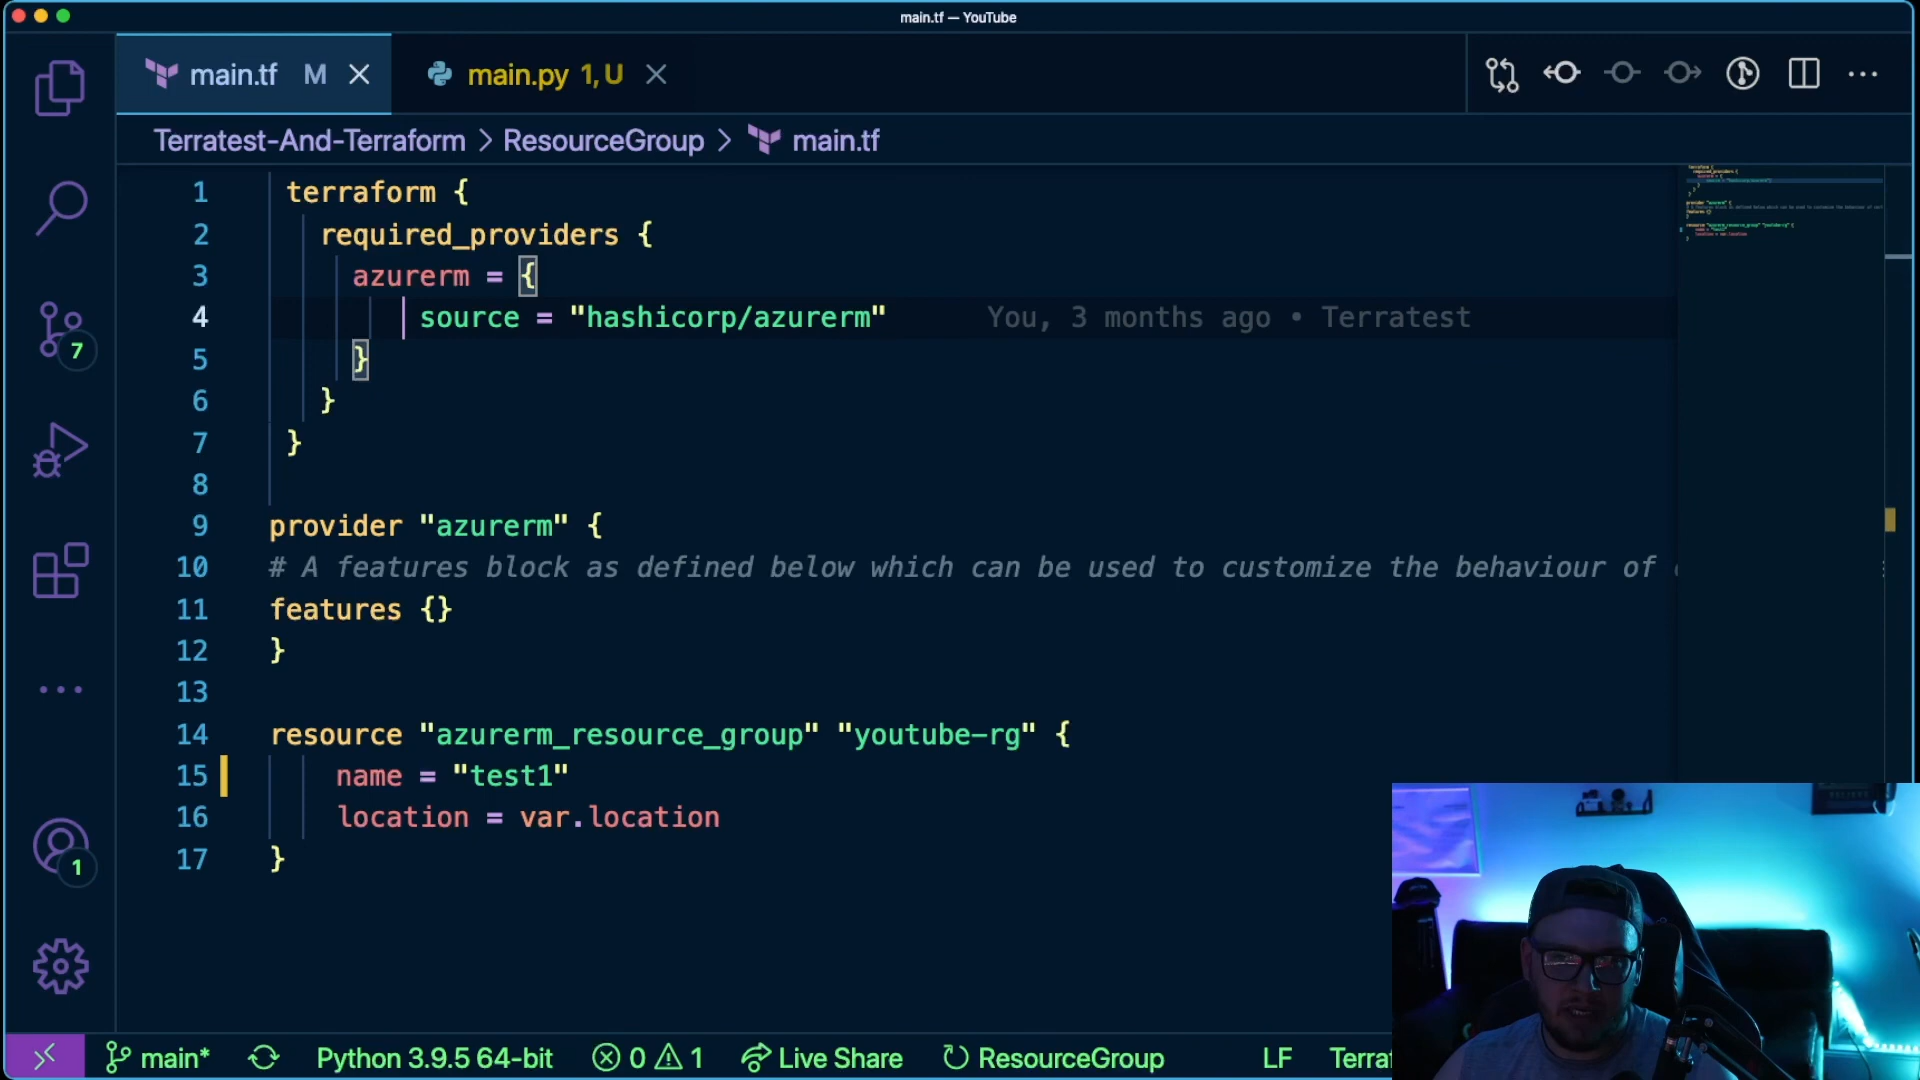 main.tf — YouTube
main.tf M
main.py 1, U
Terratest-And-Terraform > ResourceGroup > main.tf
1 terraform {
2 required_providers {
3 azurerm = {
4 source = "hashicorp/azurerm" You, 3 months ago • Terratest
5 }
6 }
7 }
8
9 provider "azurerm" {
10 # A features block as defined below which can be used to customize the behaviour of
11 features {}
12 }
13
14 resource "azurerm_resource_group" "youtube-rg" {
15 name = "test1"
16 location = var.location
17 }
7
1
main* Python 3.9.5 64-bit 0 1 Live Share ResourceGroup LF Terraf